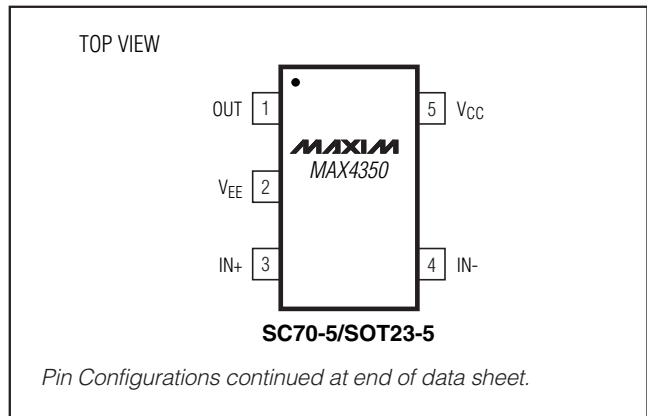 TOP VIEW
OUT 1 5 VCC
MAXIM
MAX4350
VEE 2
IN+ 3 4 IN-
SC70-5/SOT23-5
Pin Configurations continued at end of data sheet.